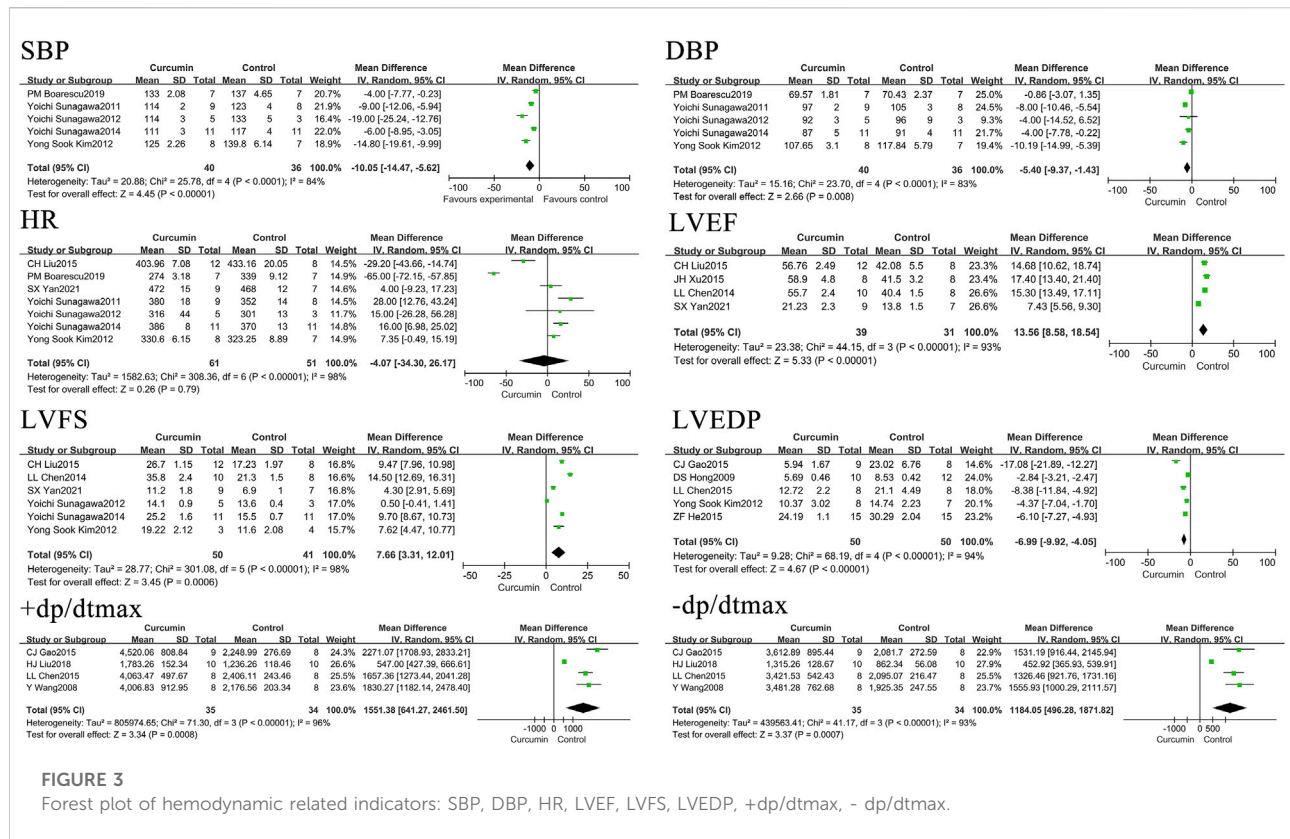 SBP
Curcumin Control Mean Difference Mean Difference
Study or Subgroup Mean SD Total Mean SD Total Weight IV, Random, 95% CI IV, Random, 95% CI
PM Boarescu2019 133 2.08 7 137 4.65 7 20.7% -4.00 [-7.77, -0.23]
Yoichi Sunagawa2011 114 2 9 123 4 8 21.9% -9.00 [-12.06, -5.94]
Yoichi Sunagawa2012 114 3 5 133 5 3 16.4% -19.00 [-25.24, -12.76]
Yoichi Sunagawa2014 111 3 11 117 4 11 22.0% -6.00 [-8.95, -3.05]
Yong Sook Kim2012 125 2.26 8 139.8 6.14 7 18.9% -14.80 [-19.61, -9.99]
Total (95% CI) 40 36 100.0% -10.05 [-14.47, -5.62]
Heterogeneity: Tau² = 20.88; Chi² = 25.78, df = 4 (P < 0.0001); I² = 84%
Test for overall effect: Z = 4.45 (P < 0.00001)
-100 -50 0 50 100
Favours experimental Favours control
DBP
Curcumin Control Mean Difference Mean Difference
Study or Subgroup Mean SD Total Mean SD Total Weight IV, Random, 95% CI IV, Random, 95% CI
PM Boarescu2019 69.57 1.81 7 70.43 2.37 7 25.0% -0.86 [-3.07, 1.35]
Yoichi Sunagawa2011 97 2 9 105 3 8 24.5% -8.00 [-10.46, -5.54]
Yoichi Sunagawa2012 92 3 5 96 9 3 9.3% -4.00 [-14.52, 6.52]
Yoichi Sunagawa2014 87 5 11 91 4 11 21.8% -4.00 [-7.78, -0.22]
Yong Sook Kim2012 107.65 3.1 8 117.84 5.79 7 19.4% -10.19 [-14.99, -5.39]
Total (95% CI) 40 36 100.0% -5.40 [-9.37, -1.43]
Heterogeneity: Tau² = 15.16; Chi² = 23.70, df = 4 (P < 0.0001); I² = 83%
Test for overall effect: Z = 2.66 (P = 0.008)
-100 -50 0 50 100
Curcumin Control
HR
Curcumin Control Mean Difference Mean Difference
Study or Subgroup Mean SD Total Mean SD Total Weight IV, Random, 95% CI IV, Random, 95% CI
CH Liu2015 403.96 7.08 12 433.16 20.05 8 14.5% -29.20 [-43.66, -14.74]
PM Boarescu2019 274 3.18 7 339 9.12 7 14.9% -65.00 [-72.15, -57.85]
SX Yan2021 472 15 9 468 12 7 14.6% 4.00 [-9.23, 17.23]
Yoichi Sunagawa2011 380 18 9 352 14 8 14.4% 28.00 [12.76, 43.24]
Yoichi Sunagawa2012 316 44 5 301 13 3 12.0% 15.00 [-26.28, 56.28]
Yoichi Sunagawa2014 386 8 11 370 13 11 14.8% 16.00 [6.98, 25.02]
Yong Sook Kim2012 330.6 6.15 8 323.25 8.89 7 14.9% 7.35 [-0.49, 15.19]
Total (95% CI) 61 51 100.0% -4.07 [-34.30, 26.17]
Heterogeneity: Tau² = 1582.63; Chi² = 308.36, df = 6 (P < 0.00001); I² = 98%
Test for overall effect: Z = 0.26 (P = 0.79)
-100 -50 0 50 100
Curcumin Control
LVEF
Curcumin Control Mean Difference Mean Difference
Study or Subgroup Mean SD Total Mean SD Total Weight IV, Random, 95% CI IV, Random, 95% CI
CH Liu2015 56.76 2.49 12 42.08 5.5 8 23.3% 14.68 [10.62, 18.74]
JH Xu2015 58.9 4.8 8 41.5 3.2 8 23.4% 17.40 [13.40, 21.40]
LL Chen2014 55.7 2.4 10 40.4 1.5 8 26.6% 15.30 [13.49, 17.11]
SX Yan2021 21.23 2.3 9 13.8 1.5 7 26.7% 7.43 [5.56, 9.30]
Total (95% CI) 39 31 100.0% 13.56 [8.58, 18.54]
Heterogeneity: Tau² = 23.38; Chi² = 44.15, df = 3 (P < 0.00001); I² = 93%
Test for overall effect: Z = 5.33 (P < 0.00001)
-100 -50 0 50 100
Curcumin Control
LVFS
Curcumin Control Mean Difference Mean Difference
Study or Subgroup Mean SD Total Mean SD Total Weight IV, Random, 95% CI IV, Random, 95% CI
CH Liu2015 26.7 1.15 12 17.23 1.97 8 16.8% 9.47 [7.96, 10.98]
LL Chen2014 35.8 2.4 10 21.3 1.5 8 16.6% 14.50 [12.69, 16.31]
SX Yan2021 11.2 1.8 9 6.9 1 7 16.9% 4.30 [2.91, 5.69]
Yoichi Sunagawa2012 14.1 0.9 5 13.6 0.4 3 17.1% 0.50 [-0.41, 1.41]
Yoichi Sunagawa2014 25.2 1.6 11 15.5 0.7 11 17.1% 9.70 [8.67, 10.73]
Yong Sook Kim2012 19.22 2.12 3 11.6 2.08 4 15.7% 7.62 [4.47, 10.77]
Total (95% CI) 50 41 100.0% 7.66 [3.31, 12.01]
Heterogeneity: Tau² = 28.77; Chi² = 301.08, df = 5 (P < 0.00001); I² = 98%
Test for overall effect: Z = 3.45 (P = 0.0006)
-50 -25 0 25 50
Curcumin Control
LVEDP
Curcumin Control Mean Difference Mean Difference
Study or Subgroup Mean SD Total Mean SD Total Weight IV, Random, 95% CI IV, Random, 95% CI
CJ Gao2015 5.94 1.67 9 23.02 6.76 8 14.6% -17.08 [-21.89, -12.27]
DS Hong2009 5.69 0.46 10 8.53 0.42 12 24.0% -2.84 [-3.21, -2.47]
LL Chen2015 12.72 2.2 8 21.1 4.49 8 18.0% -8.38 [-11.84, -4.92]
Yong Sook Kim2012 10.37 3.02 8 14.74 2.23 7 20.1% -4.37 [-7.04, -1.70]
ZF He2015 24.19 1.1 15 30.29 2.04 15 23.2% -6.10 [-7.27, -4.93]
Total (95% CI) 50 50 100.0% -6.99 [-9.92, -4.05]
Heterogeneity: Tau² = 9.28; Chi² = 68.19, df = 4 (P < 0.00001); I² = 94%
Test for overall effect: Z = 4.67 (P < 0.00001)
-100 -50 0 50 100
Curcumin Control
+dp/dtmax
Curcumin Control Mean Difference Mean Difference
Study or Subgroup Mean SD Total Mean SD Total Weight IV, Random, 95% CI IV, Random, 95% CI
CJ Gao2015 4,520.06 808.84 9 2,248.99 276.69 8 24.3% 2271.07 [1708.93, 2833.21]
HJ Liu2018 1,783.26 152.34 10 1,236.26 118.46 10 26.6% 547.00 [427.39, 666.61]
LL Chen2015 4,063.47 497.67 8 2,406.11 243.46 8 25.5% 1657.36 [1273.44, 2041.28]
Y Wang2008 4,006.83 912.95 8 2,176.56 203.34 8 23.6% 1830.27 [1182.14, 2478.40]
Total (95% CI) 35 34 100.0% 1551.38 [641.27, 2461.50]
Heterogeneity: Tau² = 805974.65; Chi² = 71.30, df = 3 (P < 0.00001); I² = 96%
Test for overall effect: Z = 3.34 (P = 0.0008)
-1000 0 1000
Curcumin Control
-dp/dtmax
Curcumin Control Mean Difference Mean Difference
Study or Subgroup Mean SD Total Mean SD Total Weight IV, Random, 95% CI IV, Random, 95% CI
CJ Gao2015 3,612.89 895.44 9 2,081.7 272.59 8 23.0% 1531.19 [916.44, 2145.94]
HJ Liu2018 1,315.26 128.67 10 862.34 56.08 10 27.9% 452.92 [365.93, 539.91]
LL Chen2015 3,421.53 542.43 8 2,095.07 216.47 8 25.5% 1326.46 [921.76, 1731.16]
Y Wang2008 3,481.28 762.68 8 1,925.35 247.55 8 23.7% 1555.93 [1000.29, 2111.57]
Total (95% CI) 35 34 100.0% 1184.05 [496.28, 1871.82]
Heterogeneity: Tau² = 439563.41; Chi² = 41.17, df = 3 (P < 0.00001); I² = 93%
Test for overall effect: Z = 3.37 (P = 0.0007)
-1000 0 500
Curcumin Control
FIGURE 3
Forest plot of hemodynamic related indicators: SBP, DBP, HR, LVEF, LVFS, LVEDP, +dp/dtmax, - dp/dtmax.